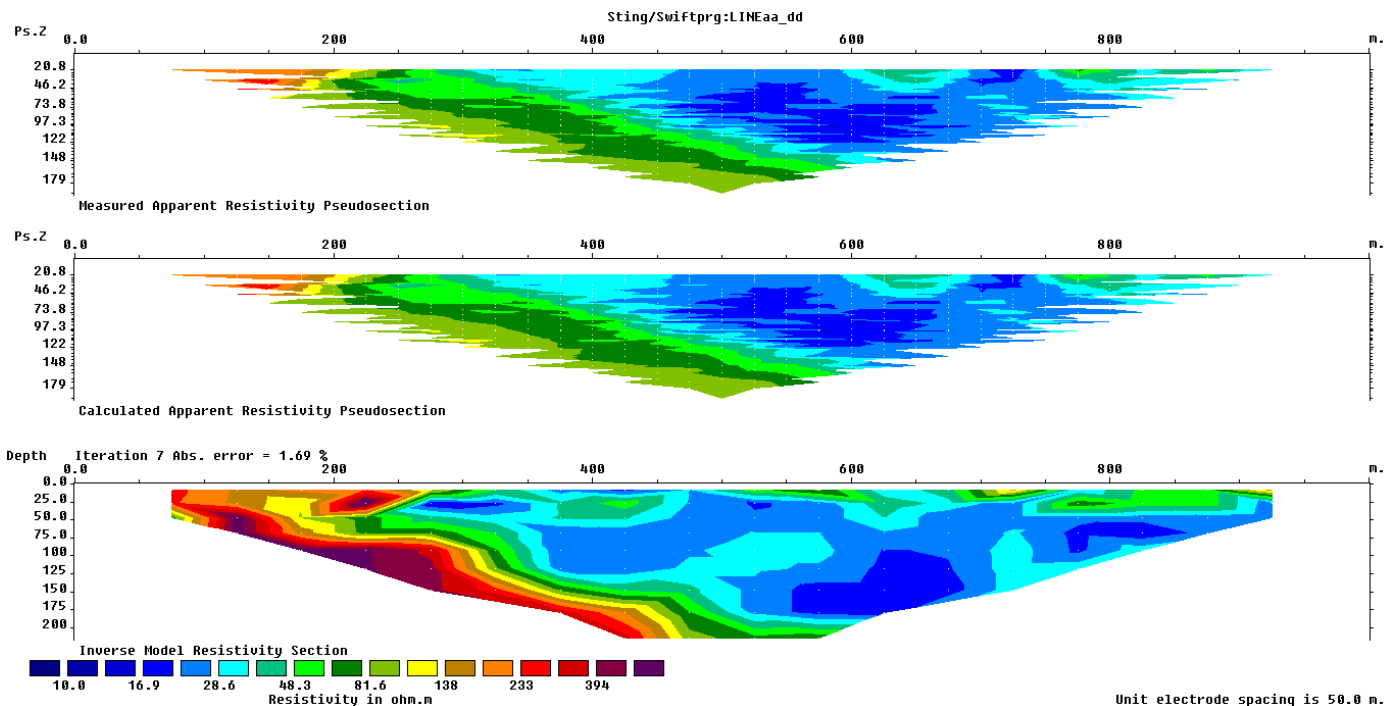 Sting/Swiftprg:LINEaa_dd
Ps.Z 0.0 200 400 600 800 m.
20.8
46.2
73.8
97.3
122
148
179
Measured Apparent Resistivity Pseudosection
Ps.Z 0.0 200 400 600 800 m.
20.8
46.2
73.8
97.3
122
148
179
Calculated Apparent Resistivity Pseudosection
Depth Iteration 7 Abs. error = 1.69 %
0.0 200 400 600 800 m.
0.0
25.0
50.0
75.0
100
125
150
175
200
Inverse Model Resistivity Section
10.0 16.9 28.6 48.3 81.6 138 233 394
Resistivity in ohm.m
Unit electrode spacing is 50.0 m.